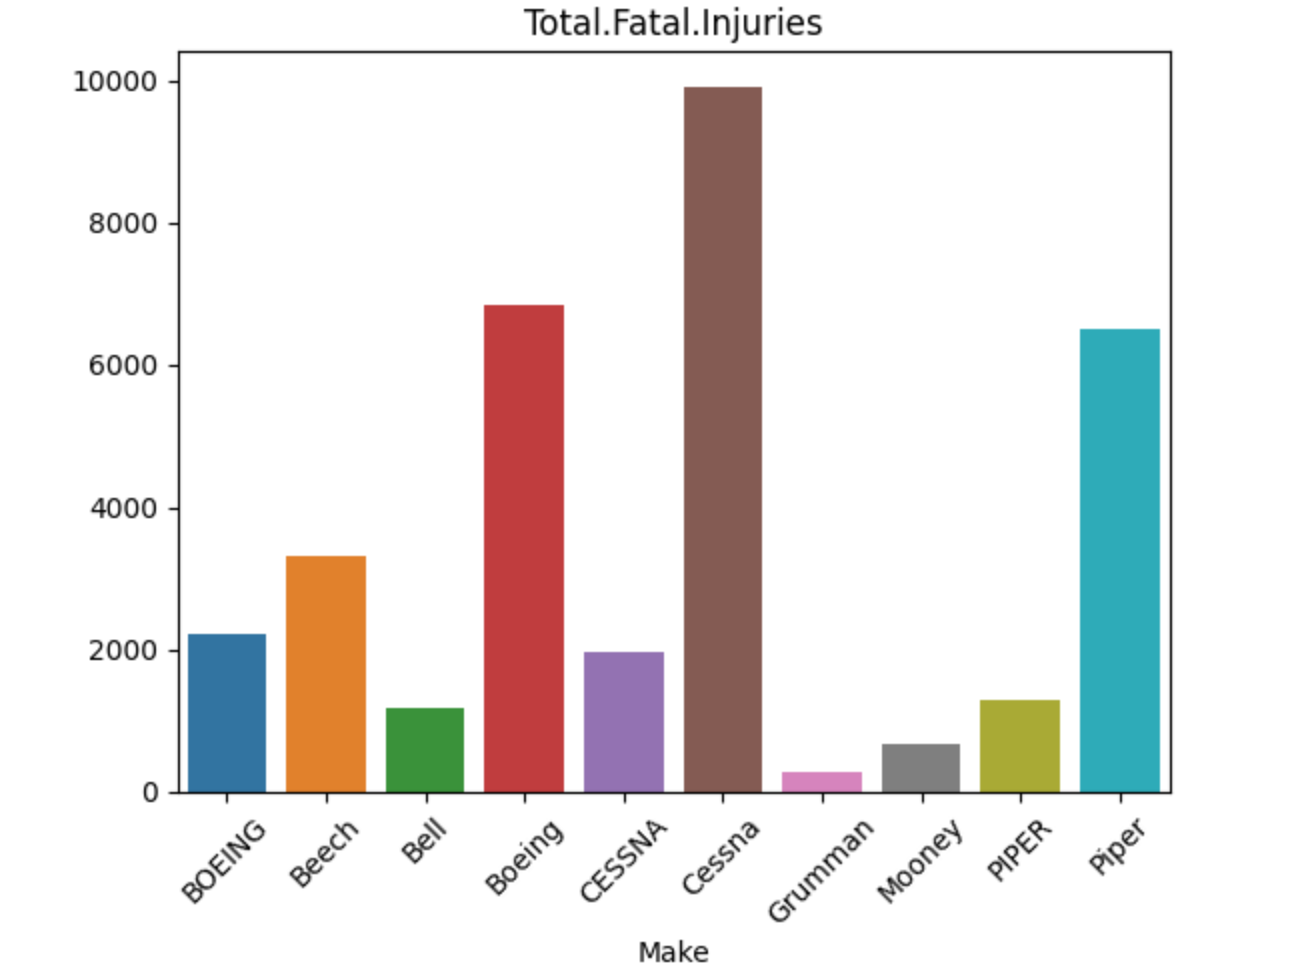 Total.Fatal.Injuries
10000
8000
6000
4000
2000
0
BOEING
Beech
Bell
Boeing
CESSNA
Cessna
Grumman
Mooney
PIPER
Piper
Make